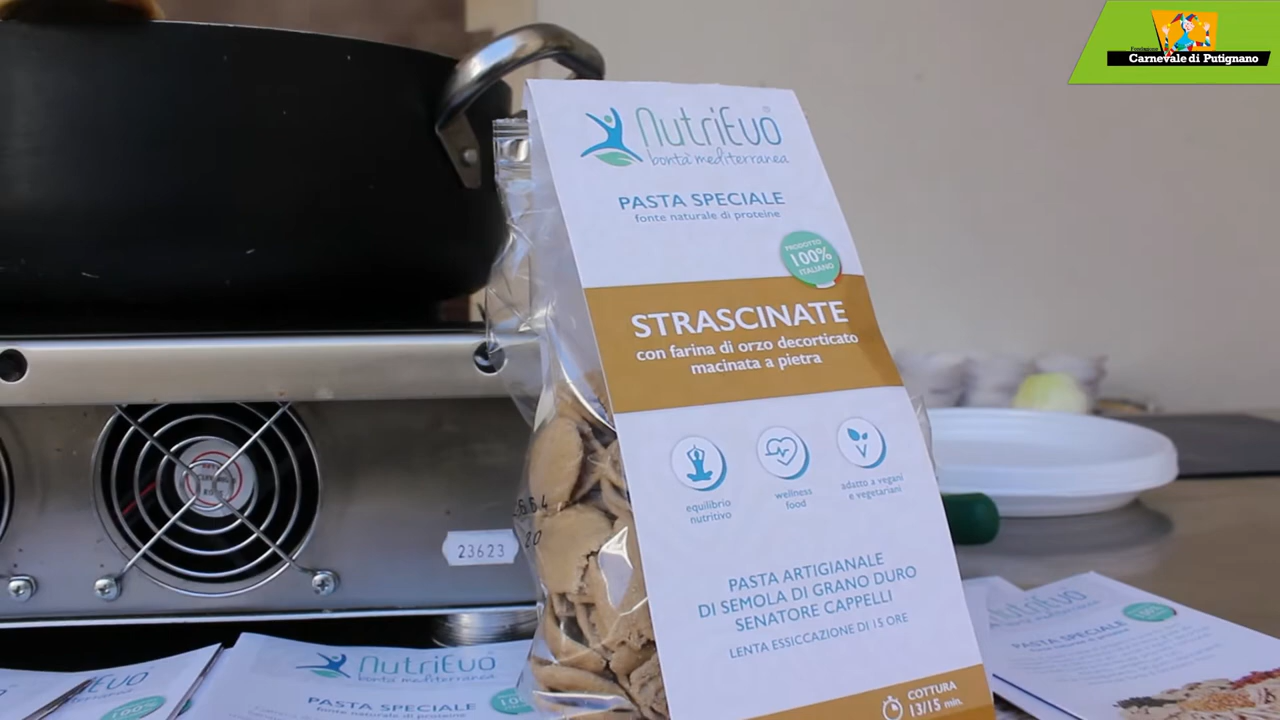 Fondazione
Carnevale di Putignano
NutriEvo
bontà mediterranea
PASTA SPECIALE
fonte naturale di proteine
PRODOTTO
100%
ITALIANO
STRASCINATE
con farina di orzo decorticato
macinata a pietra
equilibrio
nutritivo
wellness
food
adatto a vegani
e vegetariani
PASTA ARTIGIANALE
DI SEMOLA DI GRANO DURO
SENATORE CAPPELLI
LENTA ESSICCAZIONE DI 15 ORE
COTTURA
13/15 min.
23623
NutriEvo
bontà mediterranea
PASTA SPECIALE
fonte naturale di proteine
NutriEvo
100%
NutriEvo
PASTA SPECIALE